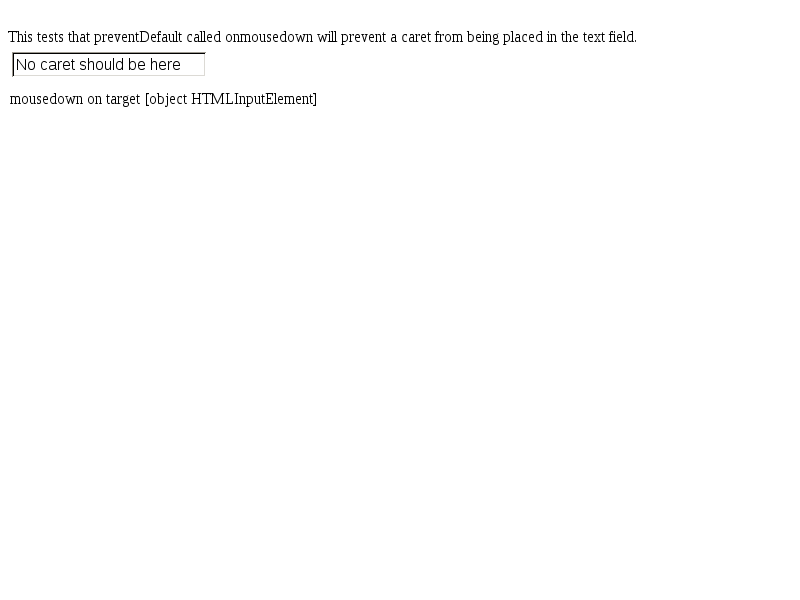 This tests that preventDefault called onmousedown will prevent a caret from being placed in the text field.
No caret should be here
mousedown on target [object HTMLInputElement]